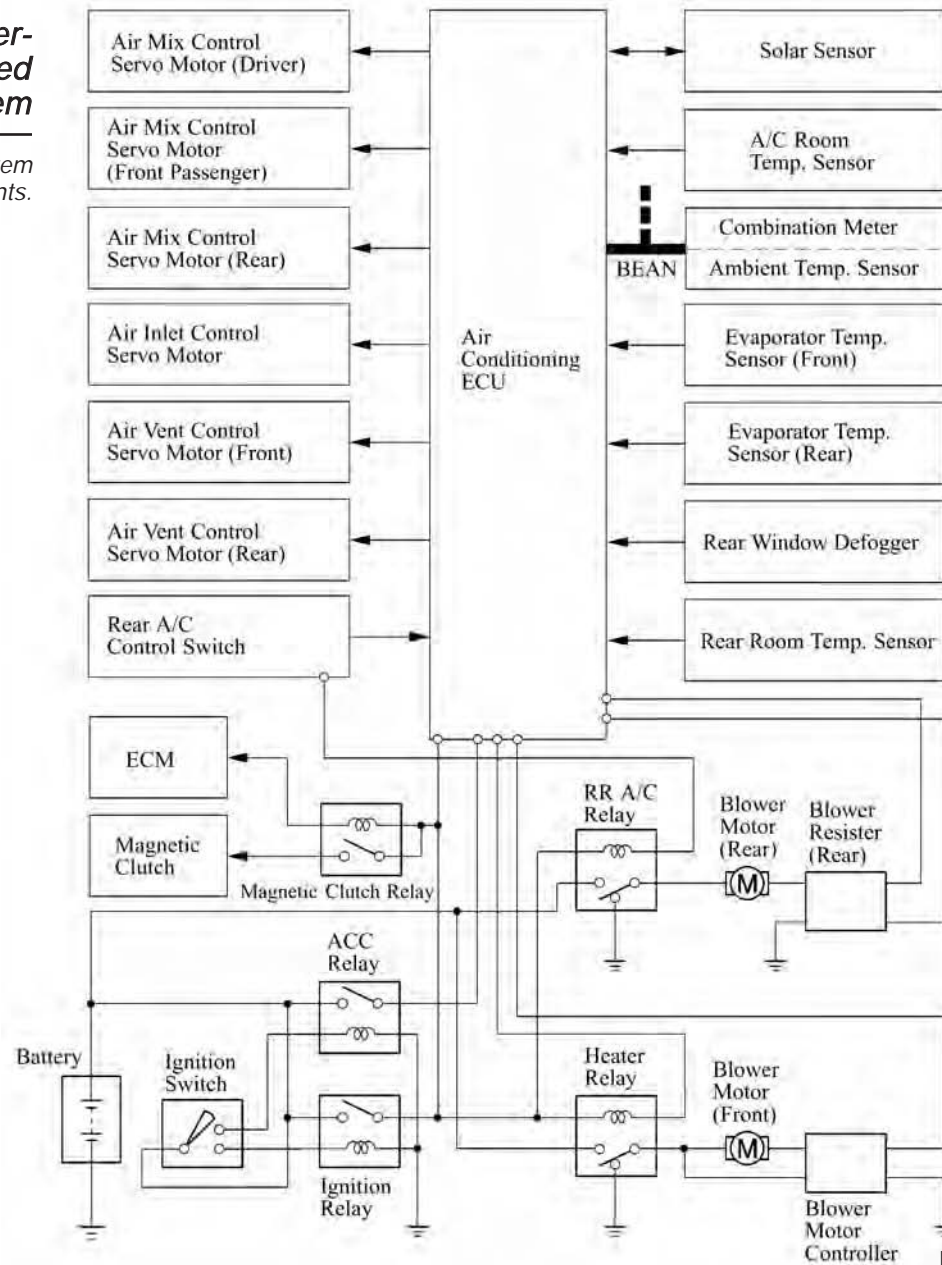 er-
ed
em
em
nts.
Air Mix Control
Servo Motor (Driver)
Air Mix Control
Servo Motor
(Front Passenger)
Air Mix Control
Servo Motor (Rear)
Air Inlet Control
Servo Motor
Air Vent Control
Servo Motor (Front)
Air Vent Control
Servo Motor (Rear)
Rear A/C
Control Switch
Air
Conditioning
ECU
Solar Sensor
A/C Room
Temp. Sensor
BEAN
Combination Meter
Ambient Temp. Sensor
Evaporator Temp.
Sensor (Front)
Evaporator Temp.
Sensor (Rear)
Rear Window Defogger
Rear Room Temp. Sensor
ECM
Magnetic
Clutch
Magnetic Clutch Relay
RR A/C
Relay
Blower
Motor
(Rear)
M
Blower
Resister
(Rear)
ACC
Relay
Battery
Ignition
Switch
Ignition
Relay
Heater
Relay
Blower
Motor
(Front)
M
Blower
Motor
Controller